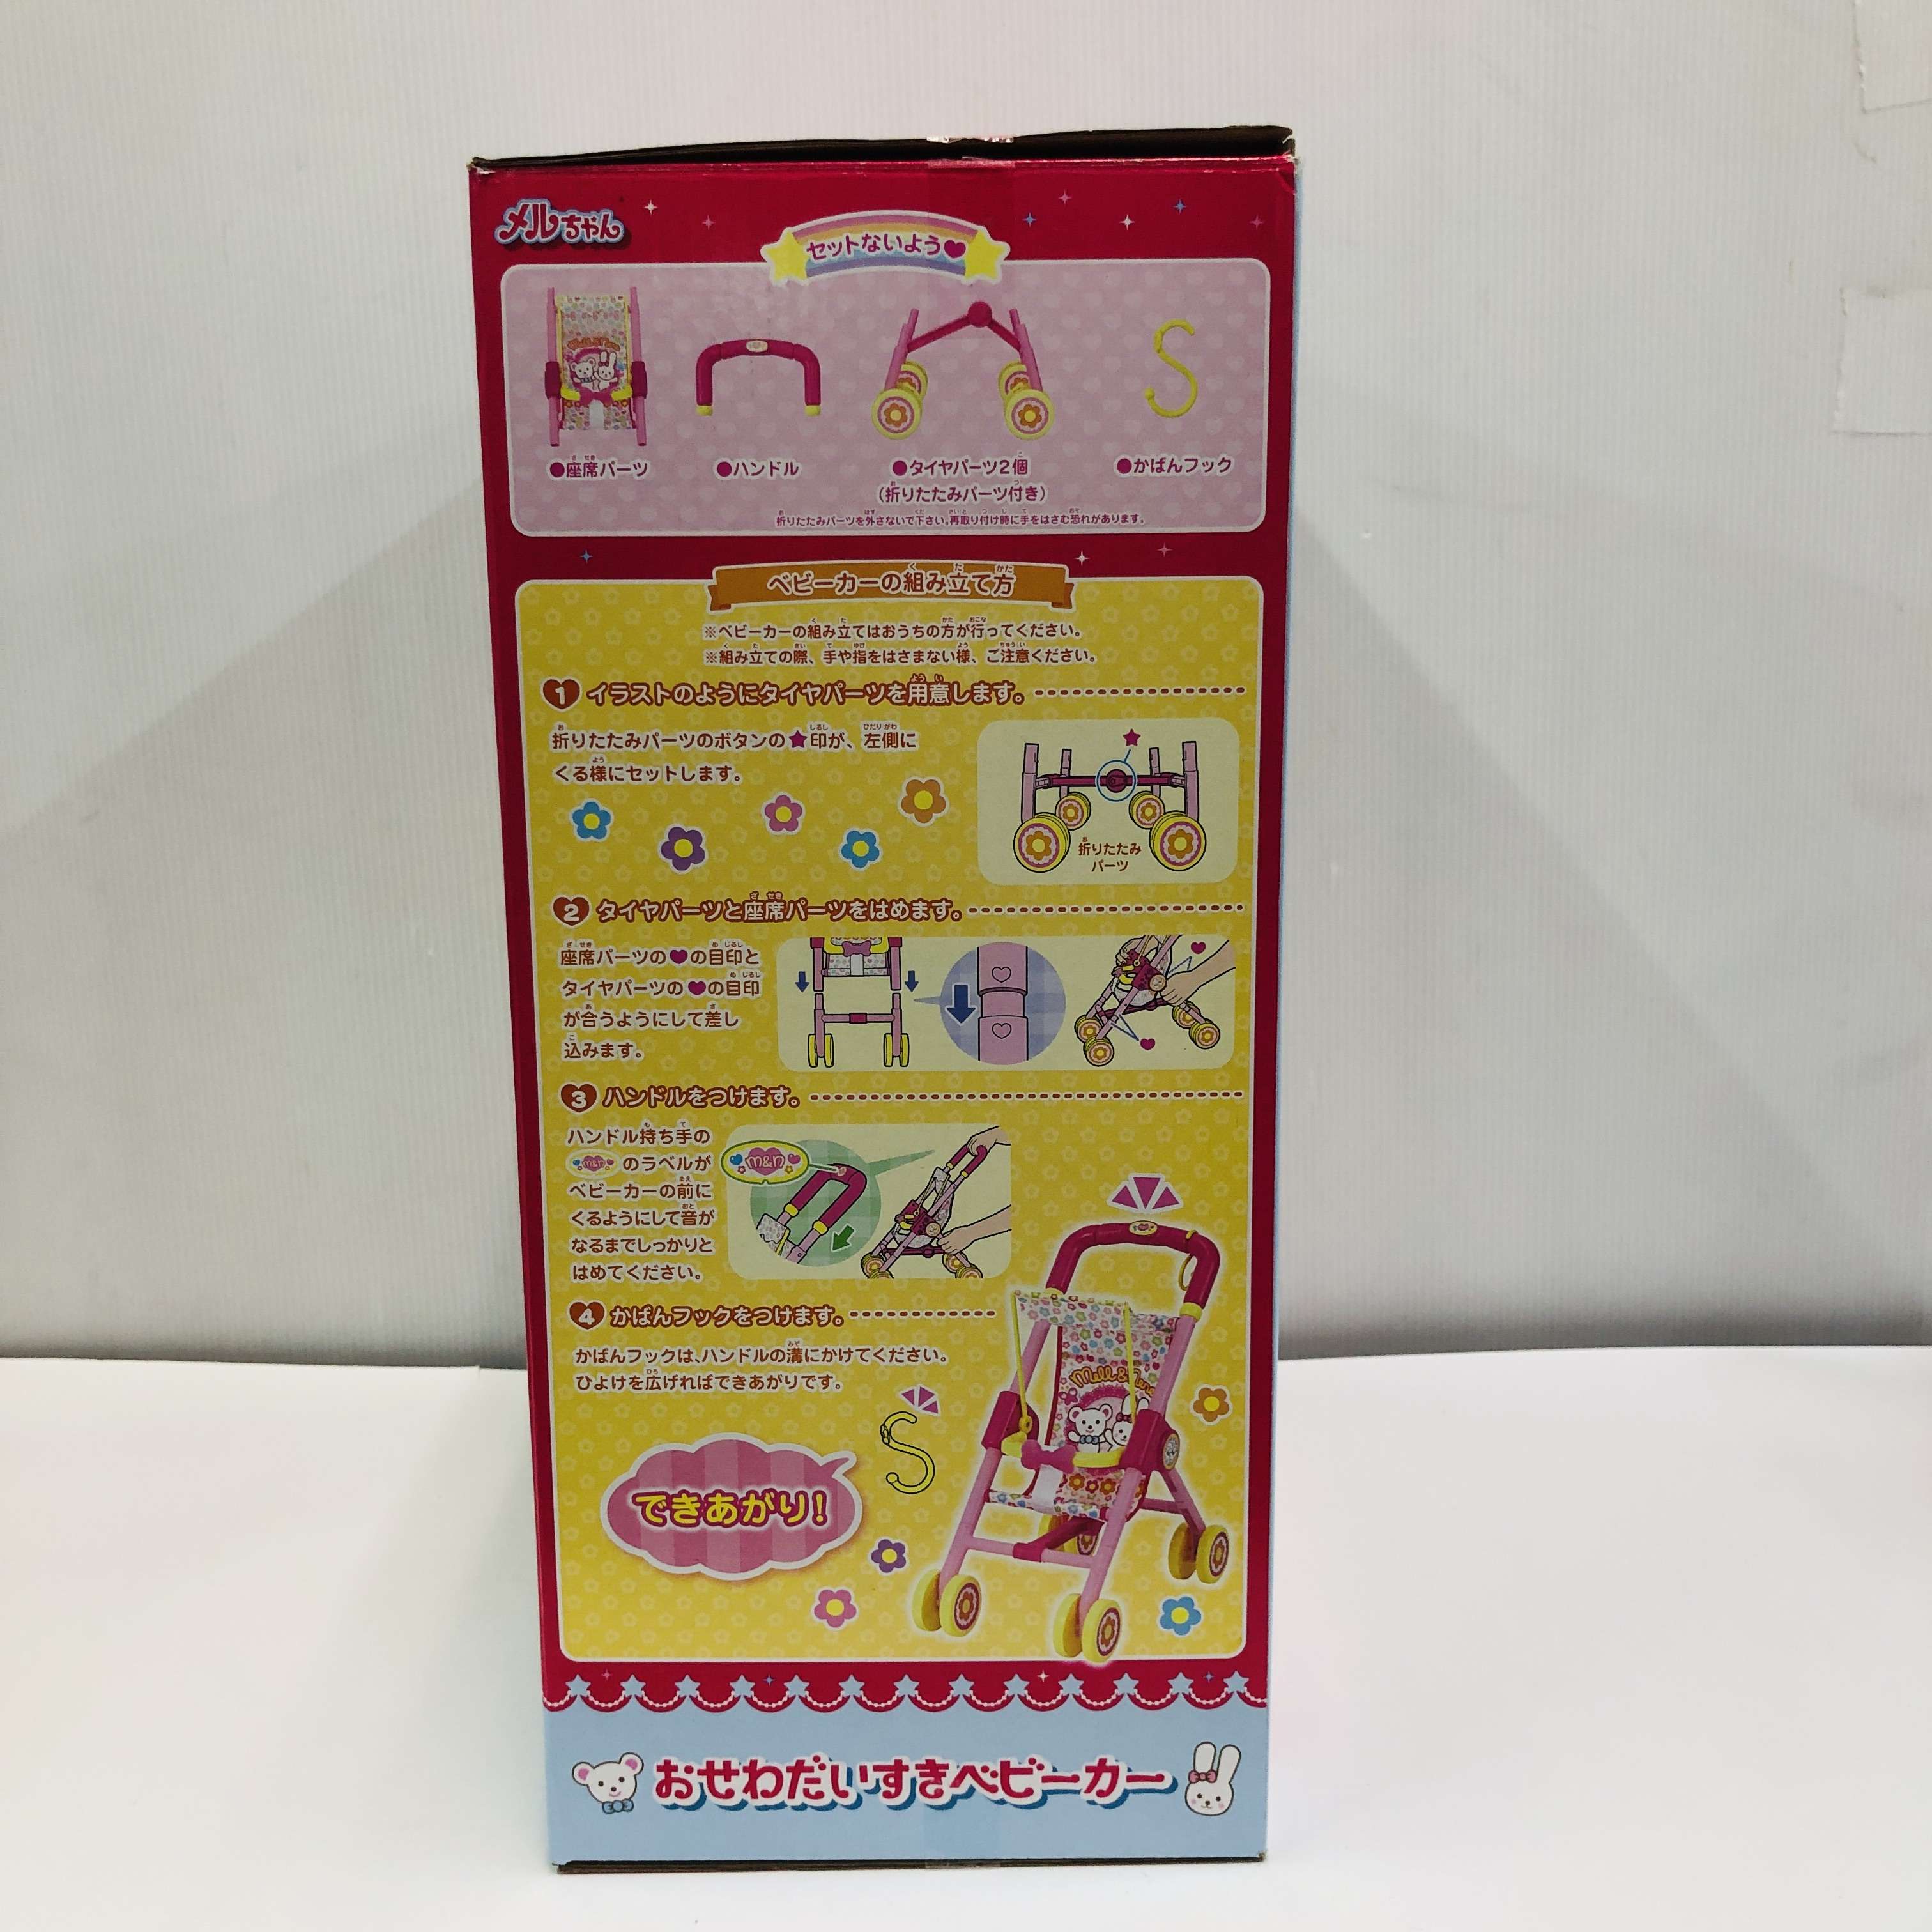 メルちゃん
セットないよう
●座席パーツ
●ハンドル
●タイヤパーツ2個
(折りたたみパーツ付き)
●かばんフック
折りたたみパーツを外さないで下さい。再取り付け時に手をはさむ恐れがあります。
ベビーカーの組み立て方
※ベビーカーの組み立てはおうちの方が行ってください。
※組み立ての際、手や指をはさまない様、ご注意ください。
1 イラストのようにタイヤパーツを用意します。
折りたたみパーツのボタンの★印が、左側に
くる様にセットします。
折りたたみ
パーツ
2 タイヤパーツと座席パーツをはめます。
座席パーツの♥の目印と
タイヤパーツの♥の目印
が合うようにして差し
込みます。
3 ハンドルをつけます。
ハンドル持ち手の
m&n のラベルが
ベビーカーの前に
くるようにして音が
なるまでしっかりと
はめてください。
m&n
4 かばんフックをつけます。
かばんフックは、ハンドルの溝にかけてください。
ひよけを広げればできあがりです。
できあがり!
おせわだいすきベビーカー